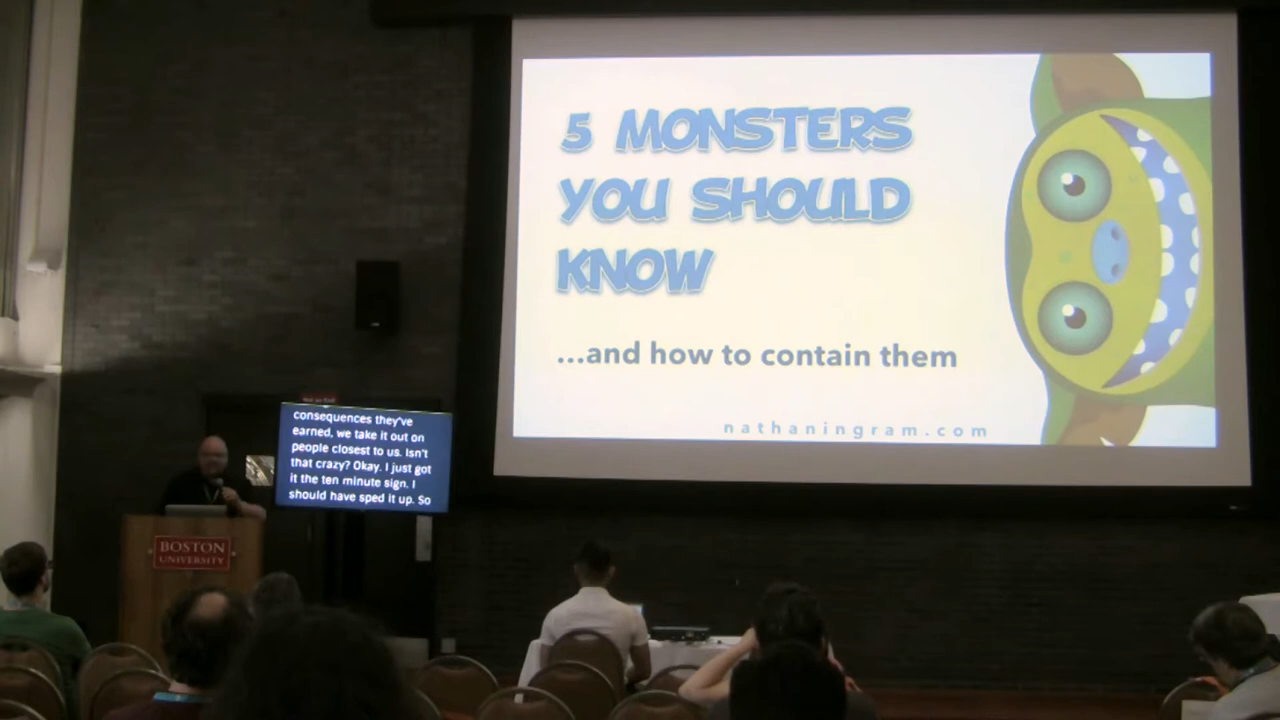 5 MONSTERS
YOU SHOULD
KNOW
...and how to contain them
nathaningram.com
consequences they've
earned, we take it out on
people closest to us. Isn't
that crazy? Okay. I just got
it the ten minute sign. I
should have sped it up. So
BOSTON
UNIVERSITY